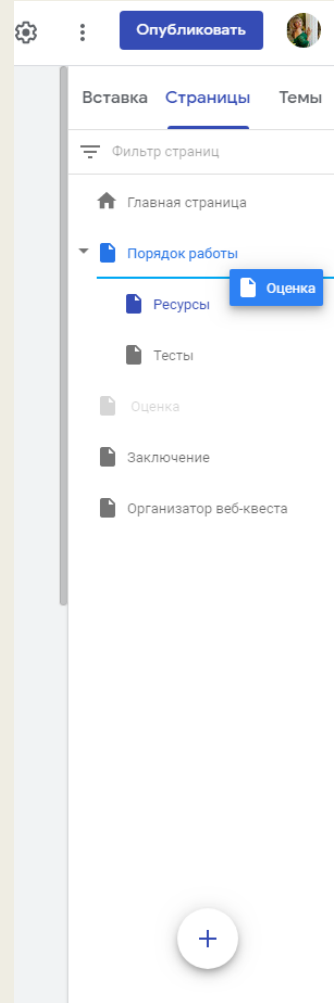 Опубликовать
Вставка Страницы Темы
Фильтр страниц
Главная страница
Порядок работы
Оценка
Ресурсы
Тесты
Оценка
Заключение
Организатор веб-квеста